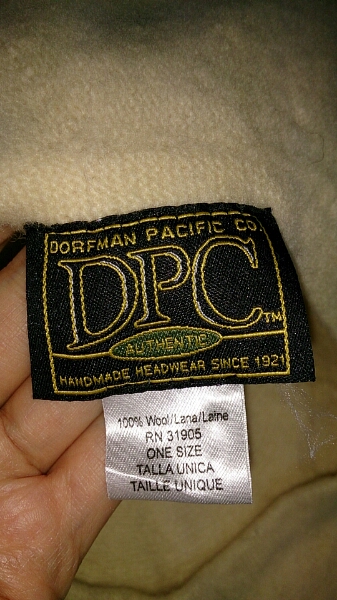 DORFMAN PACIFIC CO
DPC TM
AUTHENTIC
HANDMADE HEADWEAR SINCE 1921
100% Wool/Lana/Laine
RN 31905
ONE SIZE
TALLA UNICA
TAILLE UNIQUE